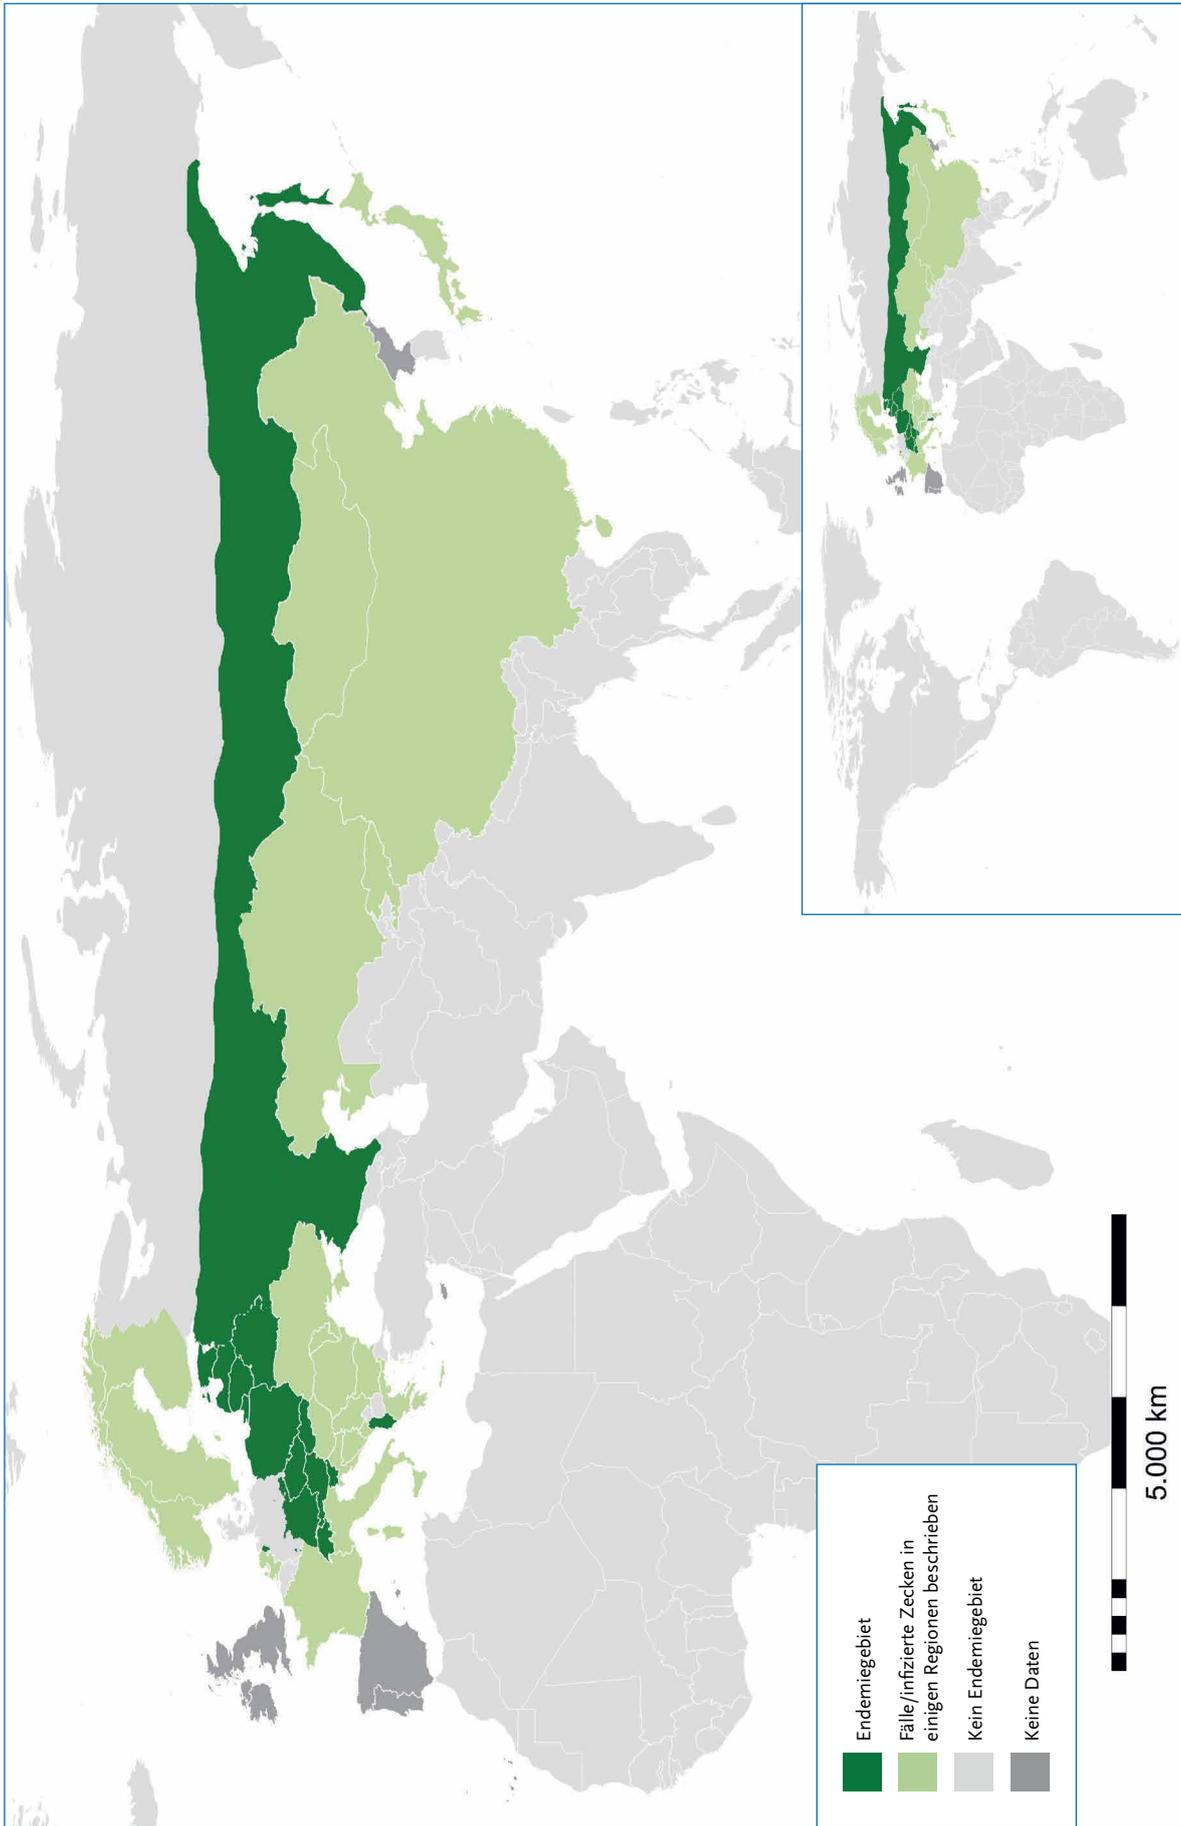 Endemiegebiet
Fälle/infizierte Zecken in
einigen Regionen beschrieben
Kein Endemiegebiet
Keine Daten
5.000 km